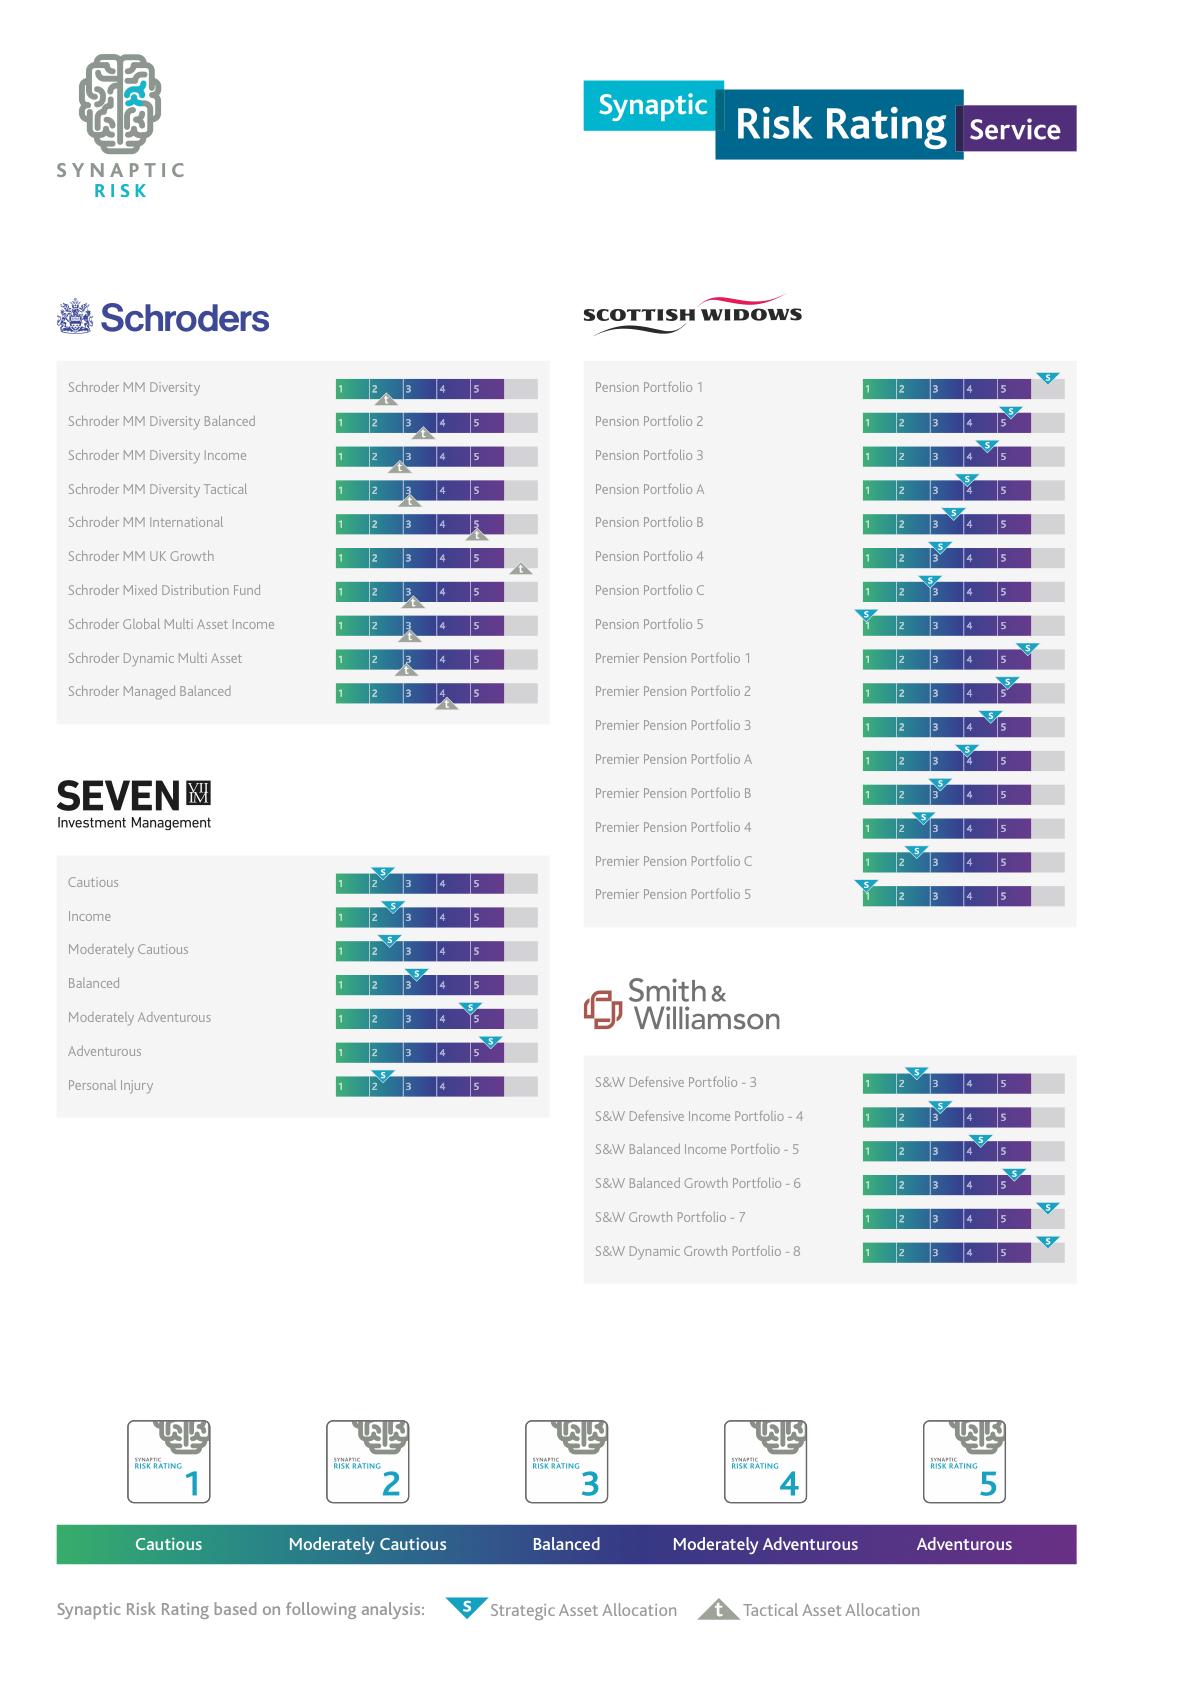 SYNAPTIC
RISK
Synaptic
Risk Rating
Service
Schroders
Schroder MM Diversity 1 2 3 4 5 t
Schroder MM Diversity Balanced 1 2 3 4 5 t
Schroder MM Diversity Income 1 2 3 4 5 t
Schroder MM Diversity Tactical 1 2 3 4 5 t
Schroder MM International 1 2 3 4 5 t
Schroder MM UK Growth 1 2 3 4 5 t
Schroder Mixed Distribution Fund 1 2 3 4 5 t
Schroder Global Multi Asset Income 1 2 3 4 5 t
Schroder Dynamic Multi Asset 1 2 3 4 5 t
Schroder Managed Balanced 1 2 3 4 5 t
SEVEN VII IM
Investment Management
Cautious 1 2 3 4 5 s
Income 1 2 3 4 5 s
Moderately Cautious 1 2 3 4 5 s
Balanced 1 2 3 4 5 s
Moderately Adventurous 1 2 3 4 5 s
Adventurous 1 2 3 4 5 s
Personal Injury 1 2 3 4 5 s
SCOTTISH WIDOWS
Pension Portfolio 1 1 2 3 4 5 s
Pension Portfolio 2 1 2 3 4 5 s
Pension Portfolio 3 1 2 3 4 5 s
Pension Portfolio A 1 2 3 4 5 s
Pension Portfolio B 1 2 3 4 5 s
Pension Portfolio 4 1 2 3 4 5 s
Pension Portfolio C 1 2 3 4 5 s
Pension Portfolio 5 1 2 3 4 5 s
Premier Pension Portfolio 1 1 2 3 4 5 s
Premier Pension Portfolio 2 1 2 3 4 5 s
Premier Pension Portfolio 3 1 2 3 4 5 s
Premier Pension Portfolio A 1 2 3 4 5 s
Premier Pension Portfolio B 1 2 3 4 5 s
Premier Pension Portfolio 4 1 2 3 4 5 s
Premier Pension Portfolio C 1 2 3 4 5 s
Premier Pension Portfolio 5 1 2 3 4 5 s
Smith &
Williamson
S&W Defensive Portfolio - 3 1 2 3 4 5 s
S&W Defensive Income Portfolio - 4 1 2 3 4 5 s
S&W Balanced Income Portfolio - 5 1 2 3 4 5 s
S&W Balanced Growth Portfolio - 6 1 2 3 4 5 s
S&W Growth Portfolio - 7 1 2 3 4 5 s
S&W Dynamic Growth Portfolio - 8 1 2 3 4 5 s
SYNAPTIC
RISK RATING
1
SYNAPTIC
RISK RATING
2
SYNAPTIC
RISK RATING
3
SYNAPTIC
RISK RATING
4
SYNAPTIC
RISK RATING
5
Cautious Moderately Cautious Balanced Moderately Adventurous Adventurous
Synaptic Risk Rating based on following analysis: s Strategic Asset Allocation t Tactical Asset Allocation